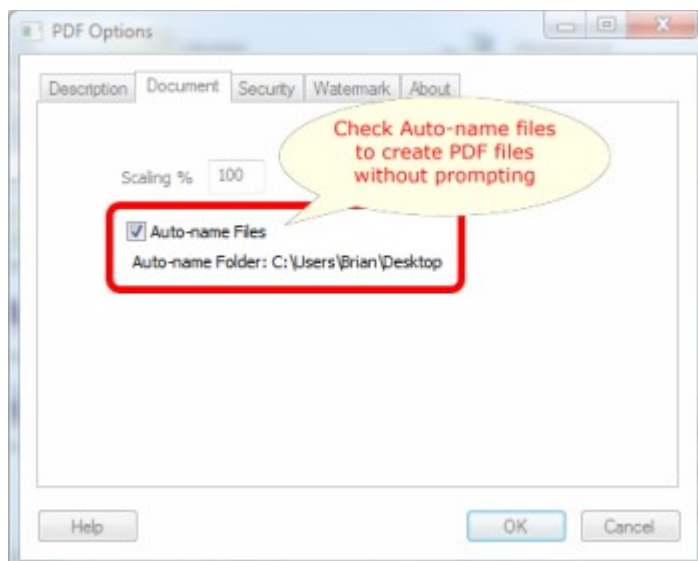 PDF Options
Description Document Security Watermark About
Check Auto-name files
to create PDF files
without prompting
Scaling % 100
Auto-name Files
Auto-name Folder: C:\Users\Brian\Desktop
Help OK Cancel